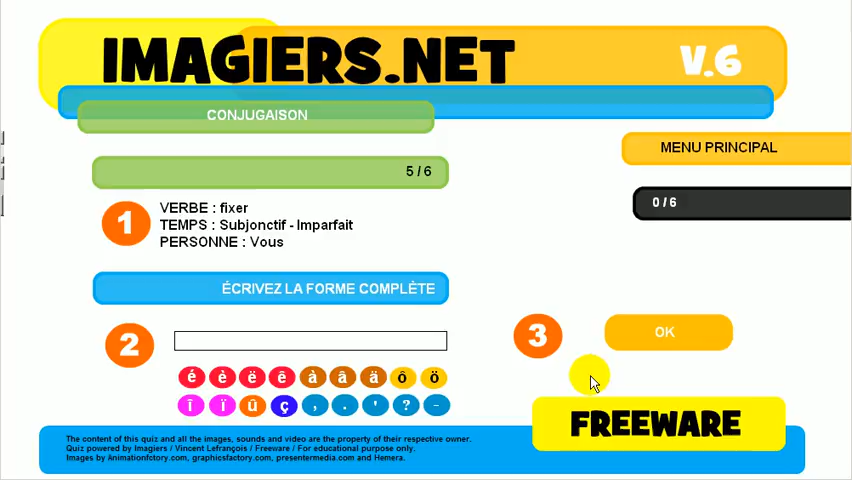 IMAGIERS.NET
V.6
CONJUGAISON
MENU PRINCIPAL
5 / 6
0 / 6
1
VERBE : fixer
TEMPS : Subjonctif - Imparfait
PERSONNE : Vous
ÉCRIVEZ LA FORME COMPLÈTE
2
3
OK
é è ë ê à â ä ô ö
î ï û ç , . ' ? -
FREEWARE
The content of this quiz and all the images, sounds and video are the property of their respective owner.
Quiz powered by Imagiers / Vincent Lefrançois / Freeware / For educational purpose only.
Images by Animationfctory.com, graphicsfactory.com, presentermedia.com and Hemera.